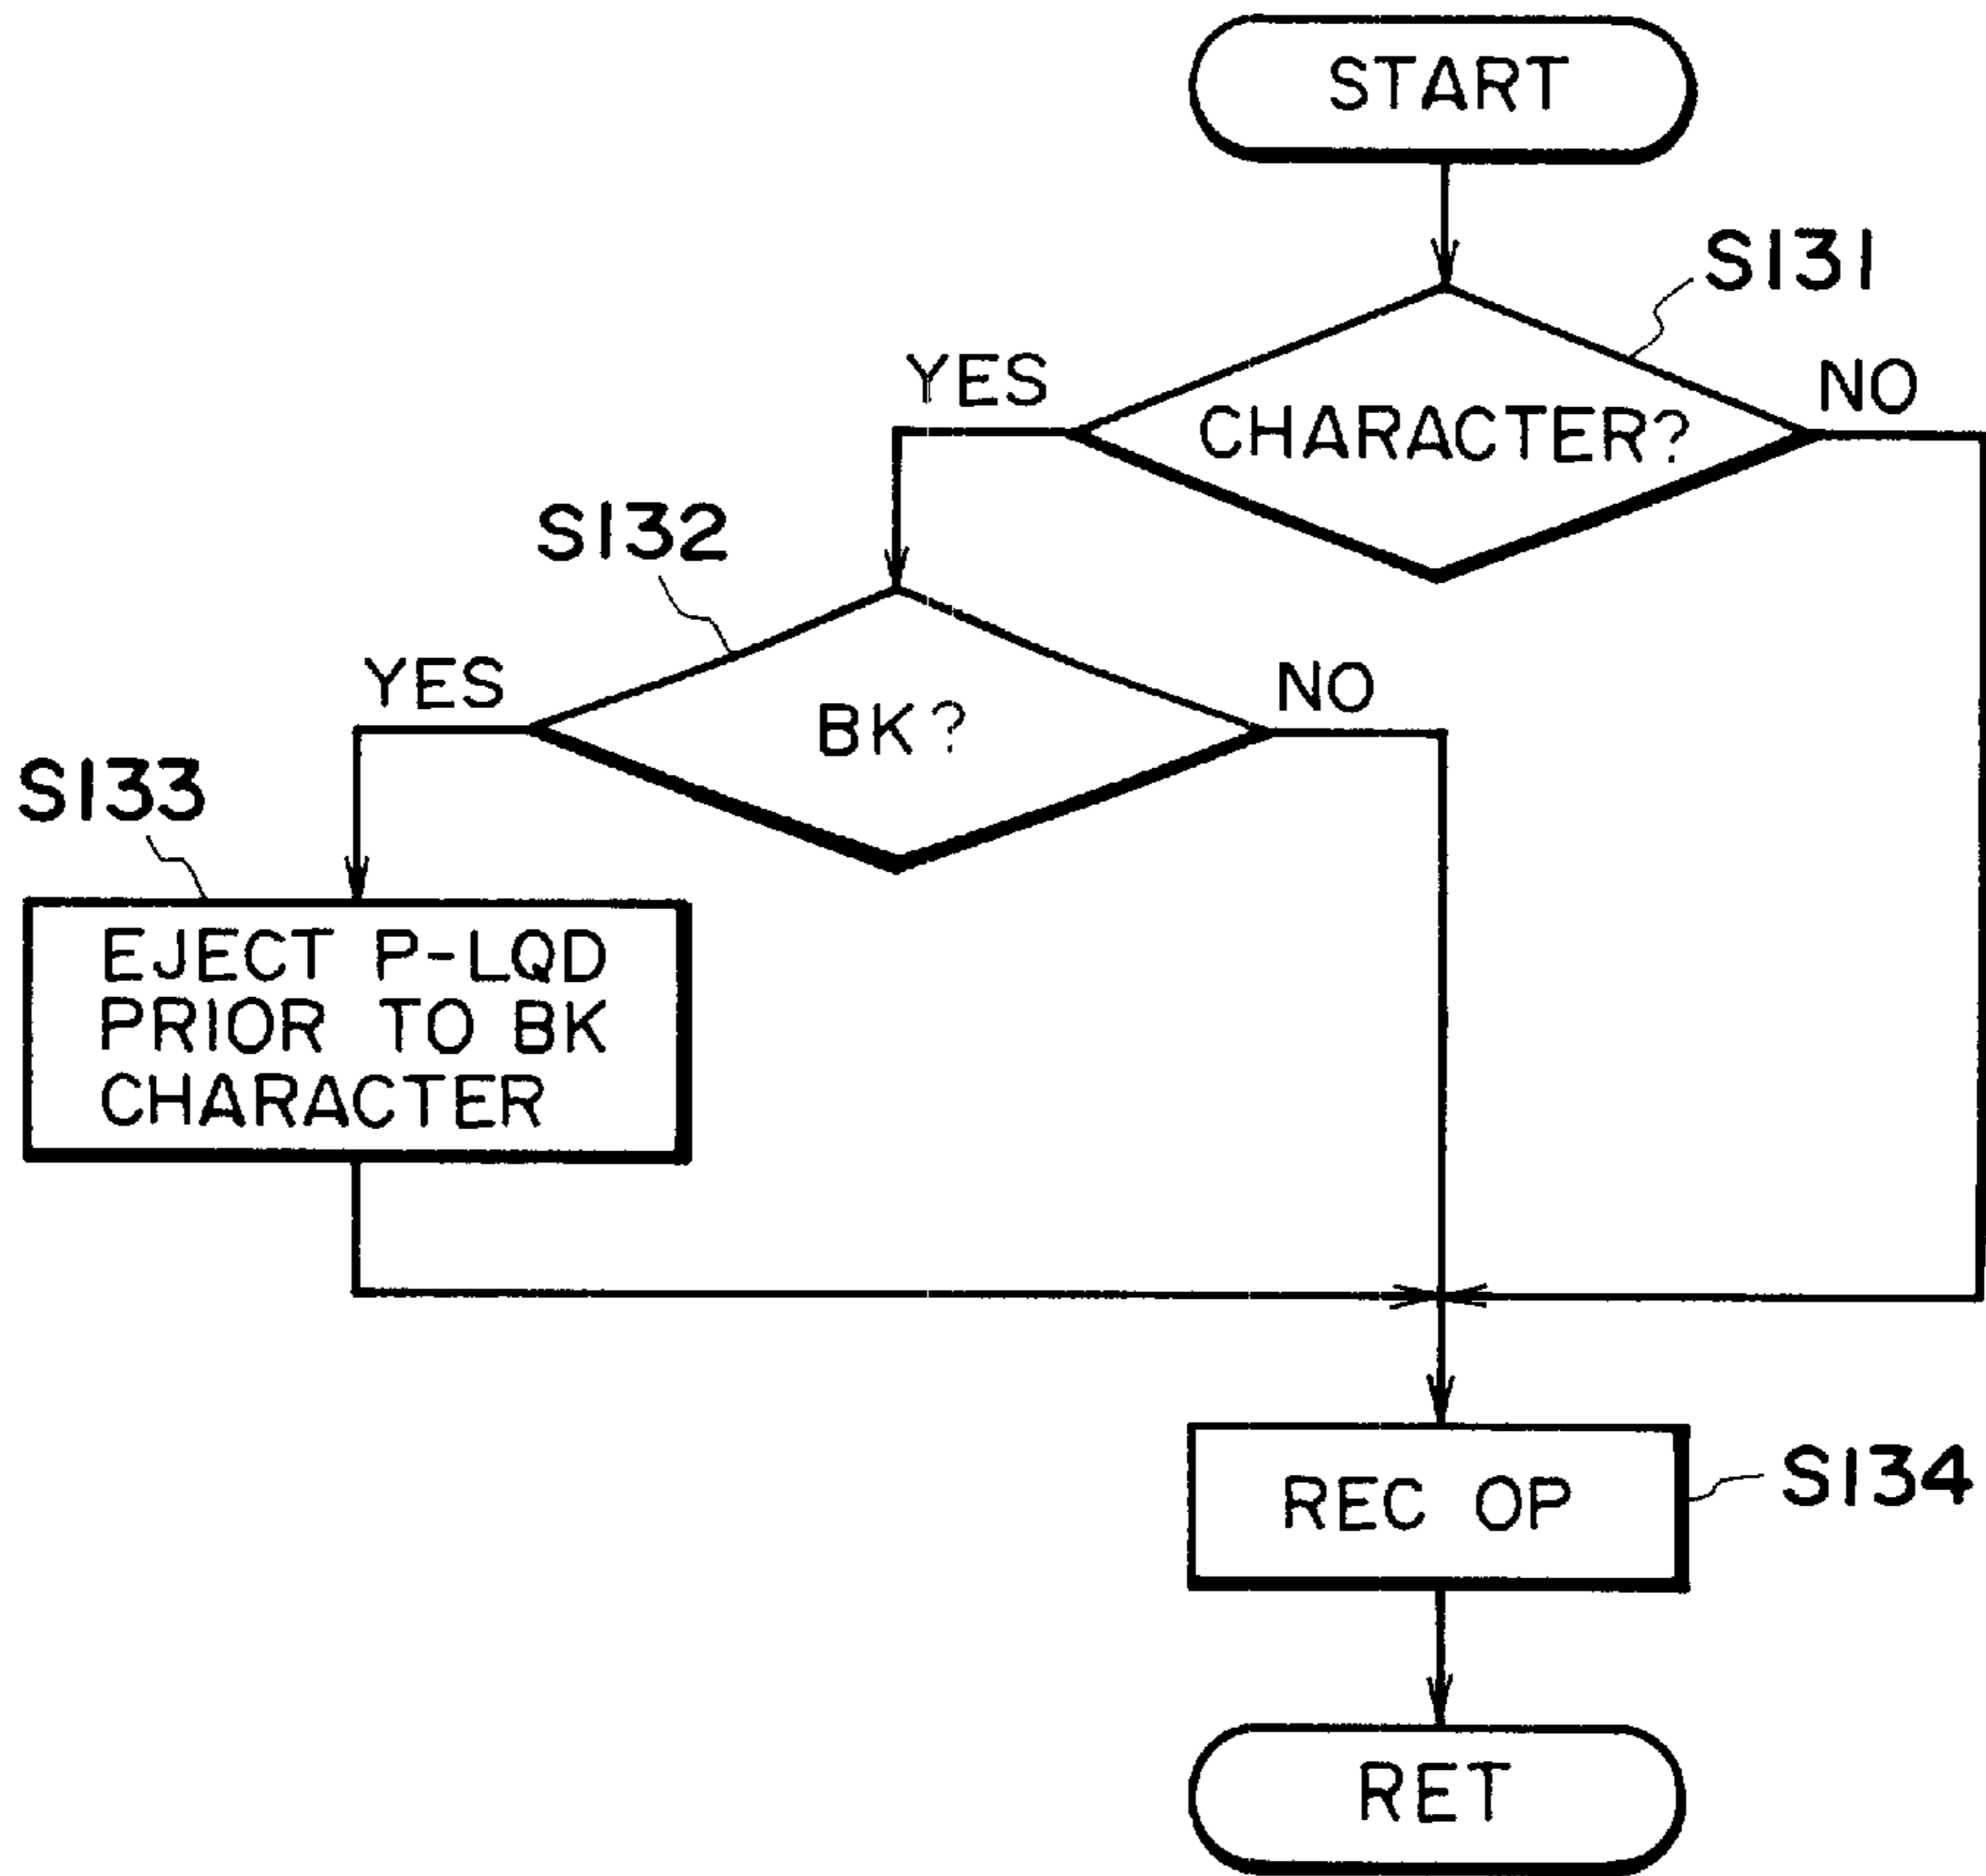 START
S131
YES
NO
CHARACTER?
S132
YES
NO
BK?
S133
EJECT P-LQD
PRIOR TO BK
CHARACTER
REC OP
S134
RET